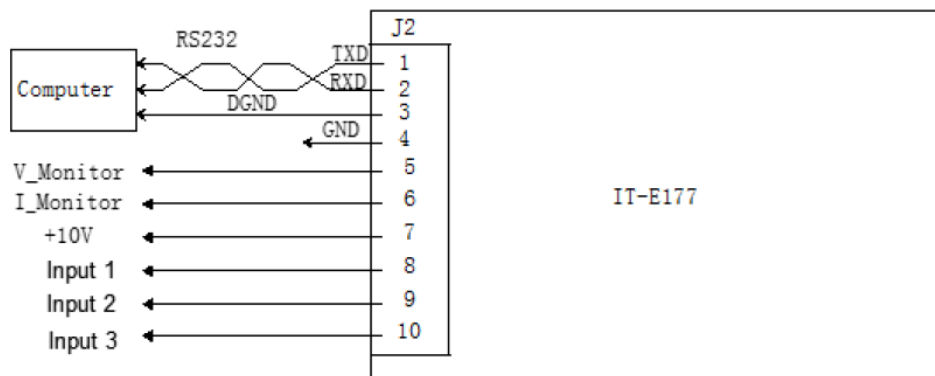 J2
RS232
TXD
1
Computer
RXD
2
DGND
3
GND
4
V_Monitor
5
I_Monitor
6
IT-E177
+10V
7
Input 1
8
Input 2
9
Input 3
10